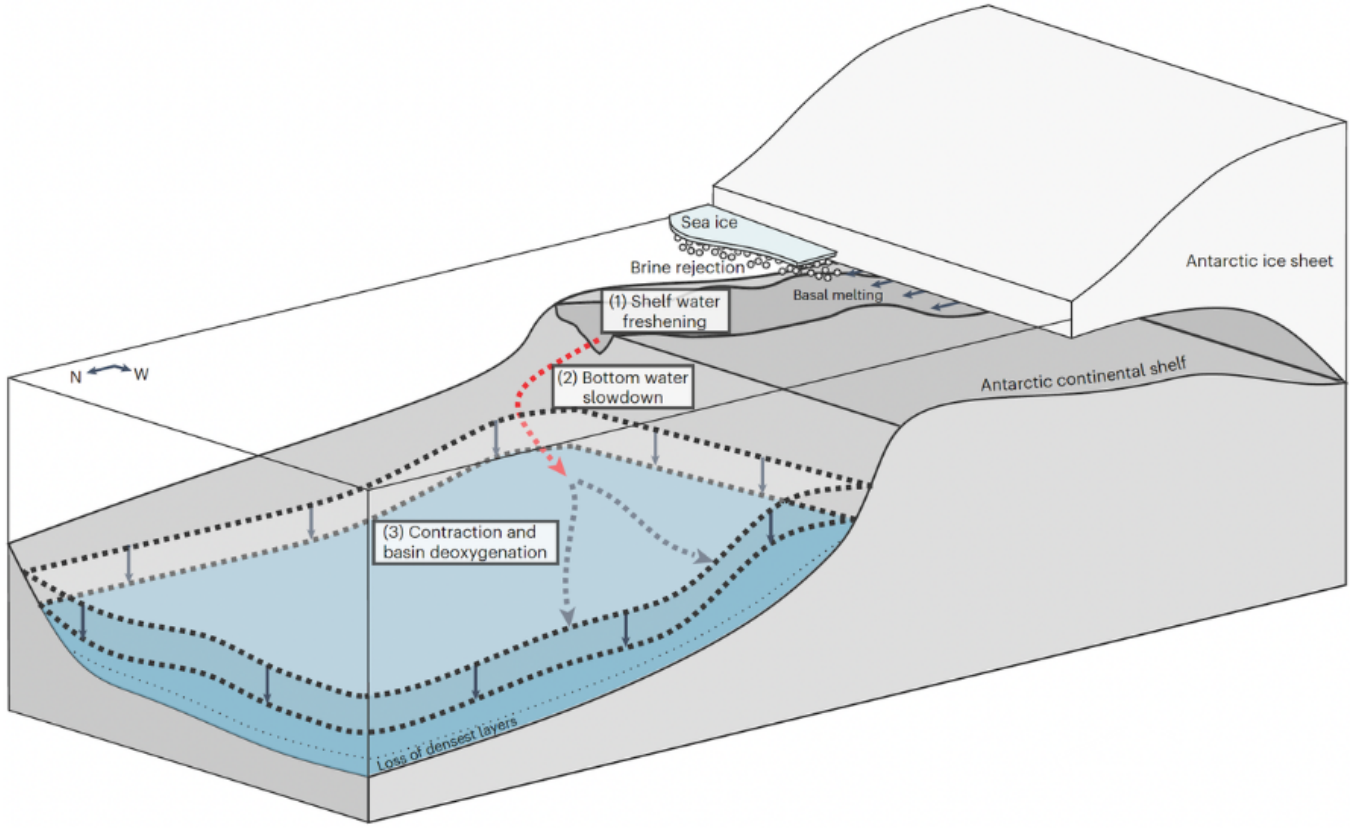 Sea ice
Brine rejection
Antarctic ice sheet
Basal melting
(1) Shelf water
freshening
N W
(2) Bottom water
slowdown
Antarctic continental shelf
(3) Contraction and
basin deoxygenation
Loss of densest layers